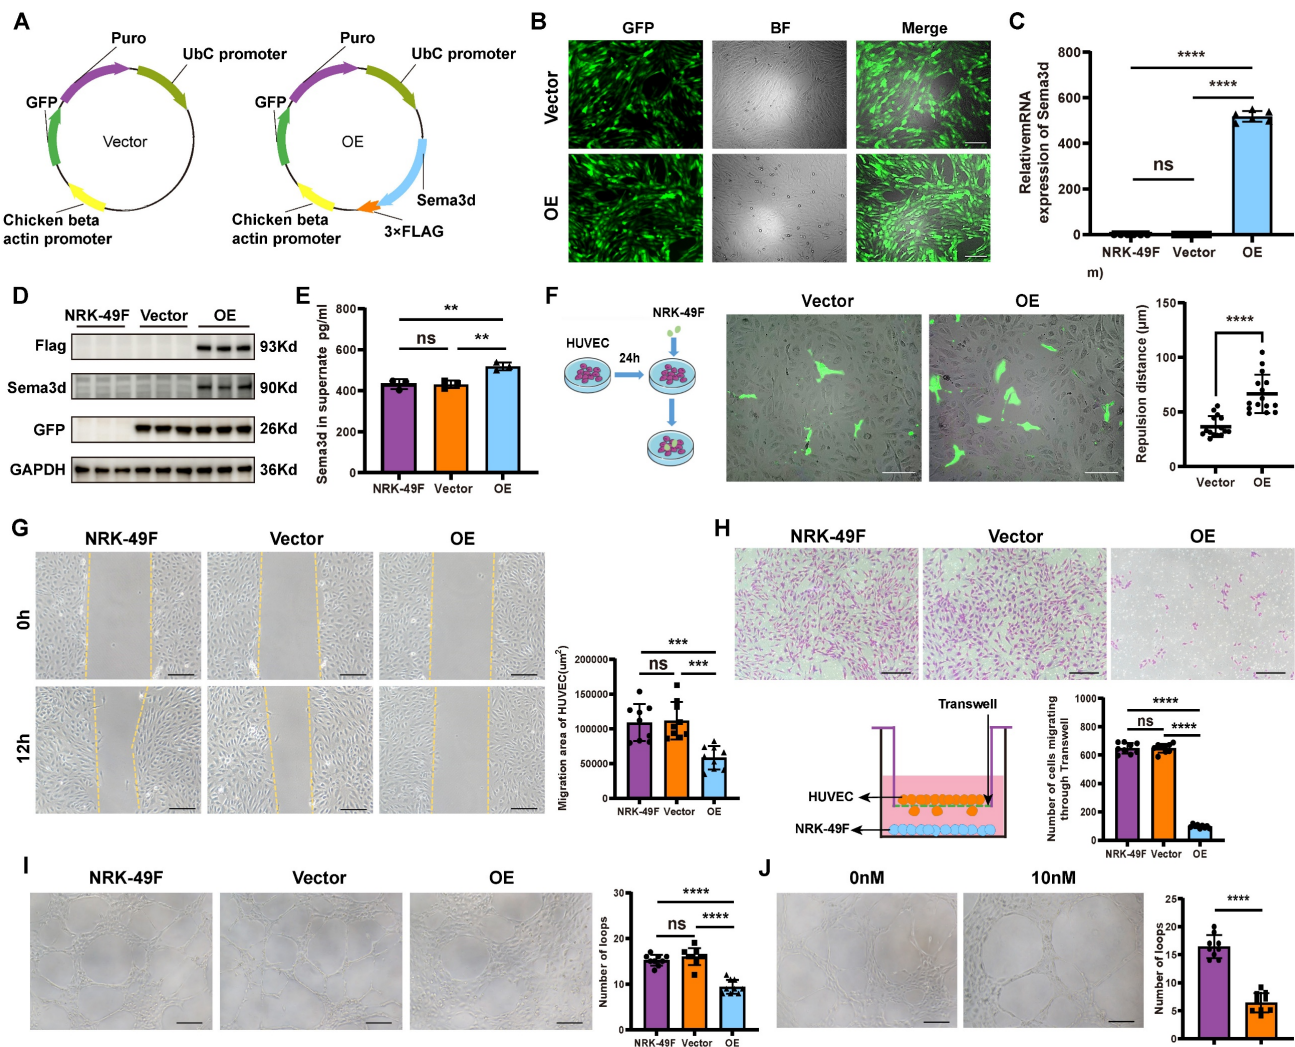 A
Puro
UbC promoter
GFP
Vector
Chicken beta
actin promoter
Puro
UbC promoter
GFP
OE
Sema3d
Chicken beta
actin promoter
3×FLAG
B
GFP
BF
Merge
Vector
OE
C
RelativemRNA
expression of Sema3d
800
600
400
200
0
****
****
ns
NRK-49F
Vector
OE
m)
D
NRK-49F
Vector
OE
Flag
93Kd
Sema3d
90Kd
GFP
26Kd
GAPDH
36Kd
E
Sema3d in supernate pg/ml
800
600
400
200
0
**
ns
**
NRK-49F
Vector
OE
F
NRK-49F
HUVEC
24h
Vector
OE
Repulsion distance (μm)
150
100
50
0
****
Vector
OE
G
NRK-49F
Vector
OE
0h
12h
Migration area of HUVEC(um²)
200000
150000
100000
50000
0
***
ns
***
NRK-49F
Vector
OE
H
NRK-49F
Vector
OE
Transwell
HUVEC
NRK-49F
Number of cells migrating
through Transwell
1000
800
600
400
200
0
****
ns
****
NRK-49F
Vector
OE
I
NRK-49F
Vector
OE
Number of loops
30
20
10
0
****
ns
****
NRK-49F
Vector
OE
J
0nM
10nM
Number of loops
25
20
15
10
5
0
****